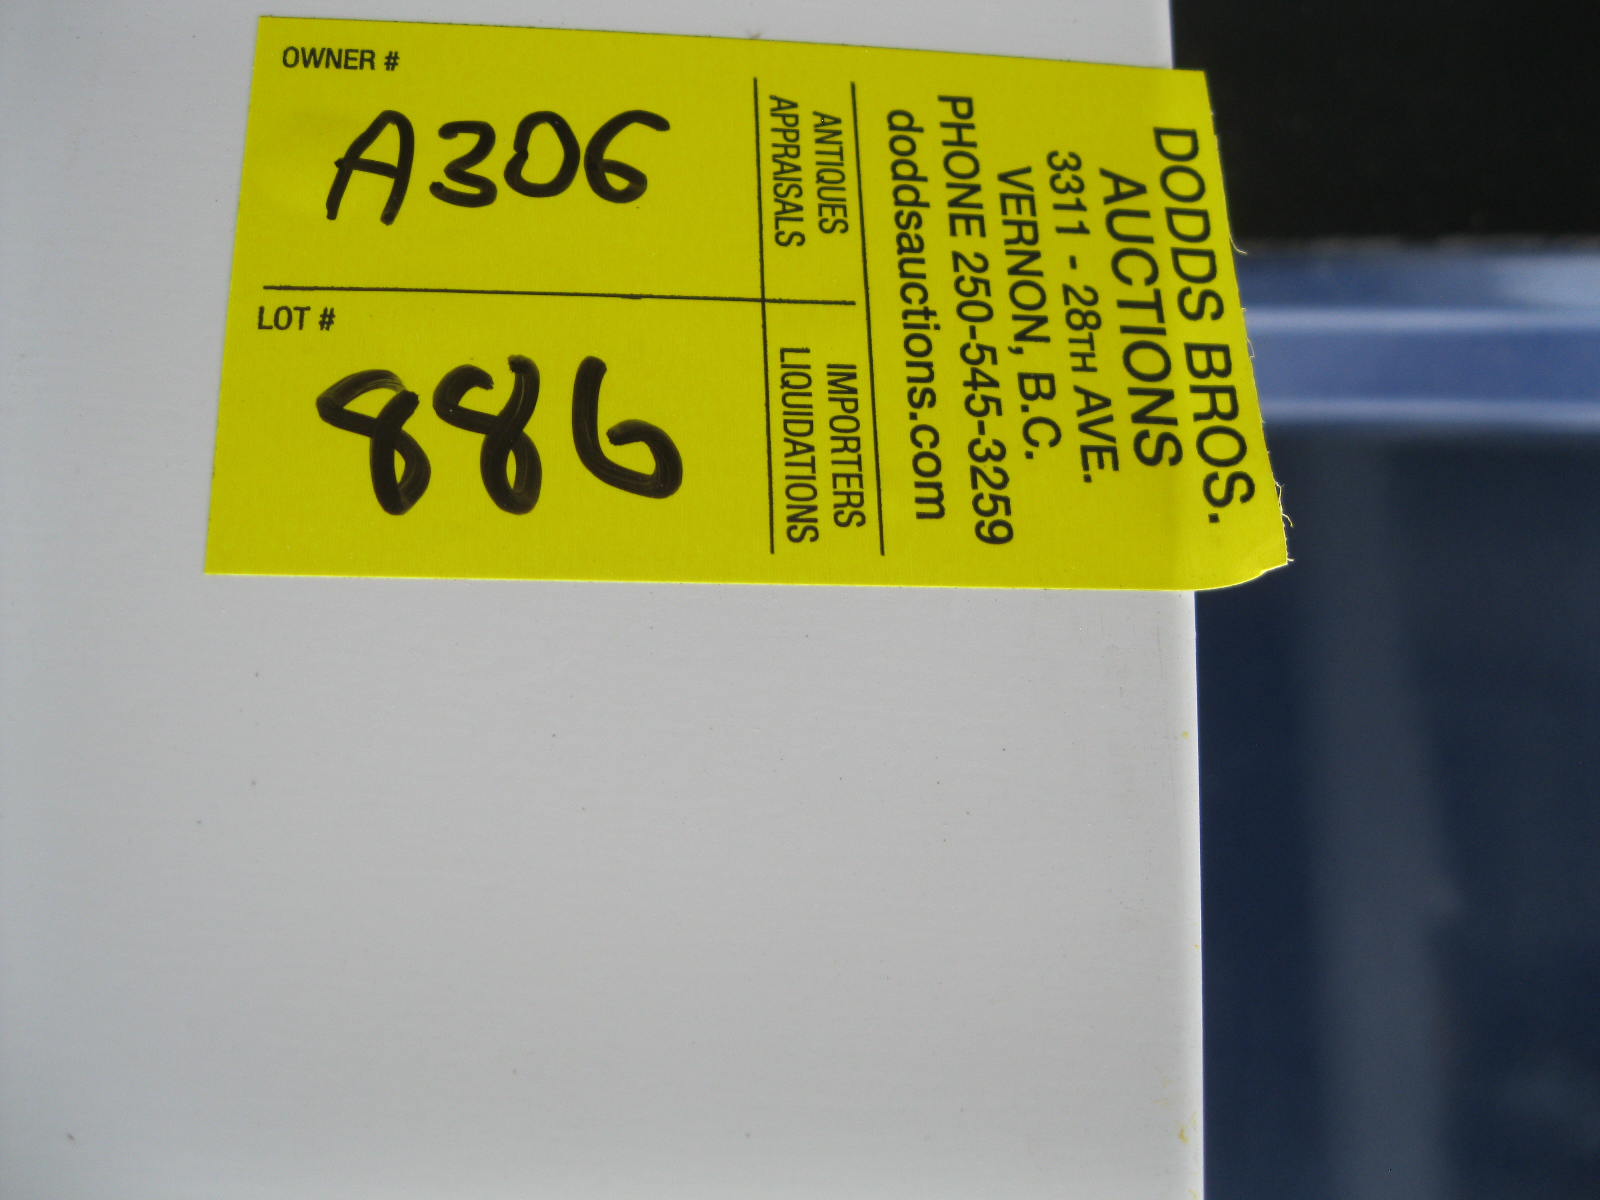 DODDS BROS.
AUCTIONS
3311 - 28TH AVE.
VERNON, B.C.
PHONE 250-545-3259
doddsauctions.com
ANTIQUES
APPRAISALS
IMPORTERS
LIQUIDATIONS
OWNER #
A306
LOT #
886